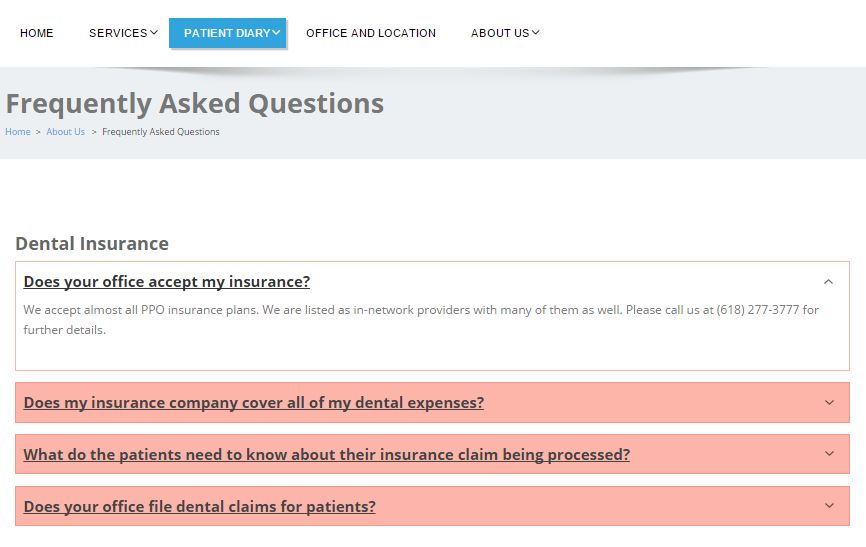 HOME SERVICES PATIENT DIARY OFFICE AND LOCATION ABOUT US
Frequently Asked Questions
Home > About Us > Frequently Asked Questions
Dental Insurance
Does your office accept my insurance?
We accept almost all PPO insurance plans. We are listed as in-network providers with many of them as well. Please call us at (618) 277-3777 for
further details.
Does my insurance company cover all of my dental expenses?
What do the patients need to know about their insurance claim being processed?
Does your office file dental claims for patients?